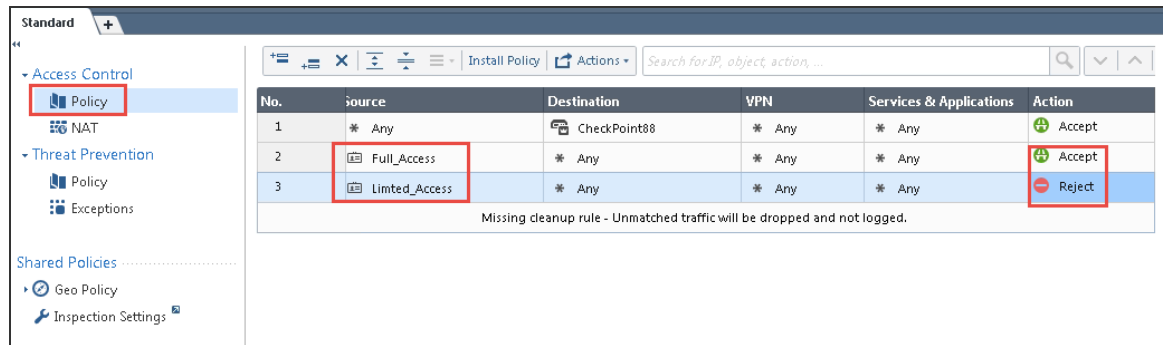 Standard +
Access Control
Policy
NAT
Threat Prevention
Policy
Exceptions
Shared Policies
Geo Policy
Inspection Settings
Install Policy Actions Search for IP, object, action, ...
No. Source Destination VPN Services & Applications Action
1 * Any CheckPoint88 * Any * Any Accept
2 Full_Access * Any * Any * Any Accept
3 Limted_Access * Any * Any * Any Reject
Missing cleanup rule - Unmatched traffic will be dropped and not logged.